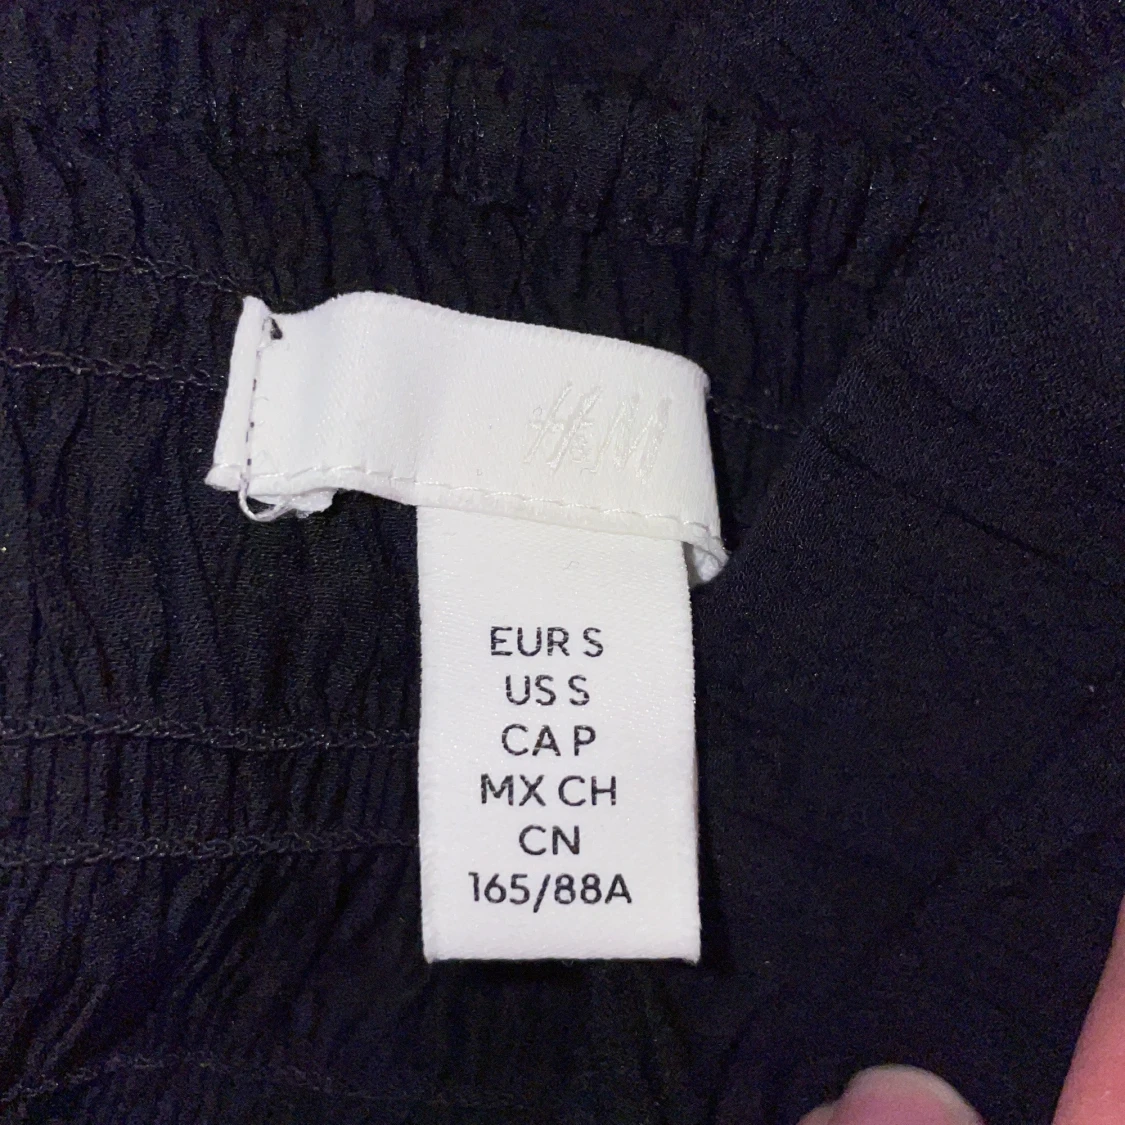 H&M
EUR S
US S
CA P
MX CH
CN
165/88A